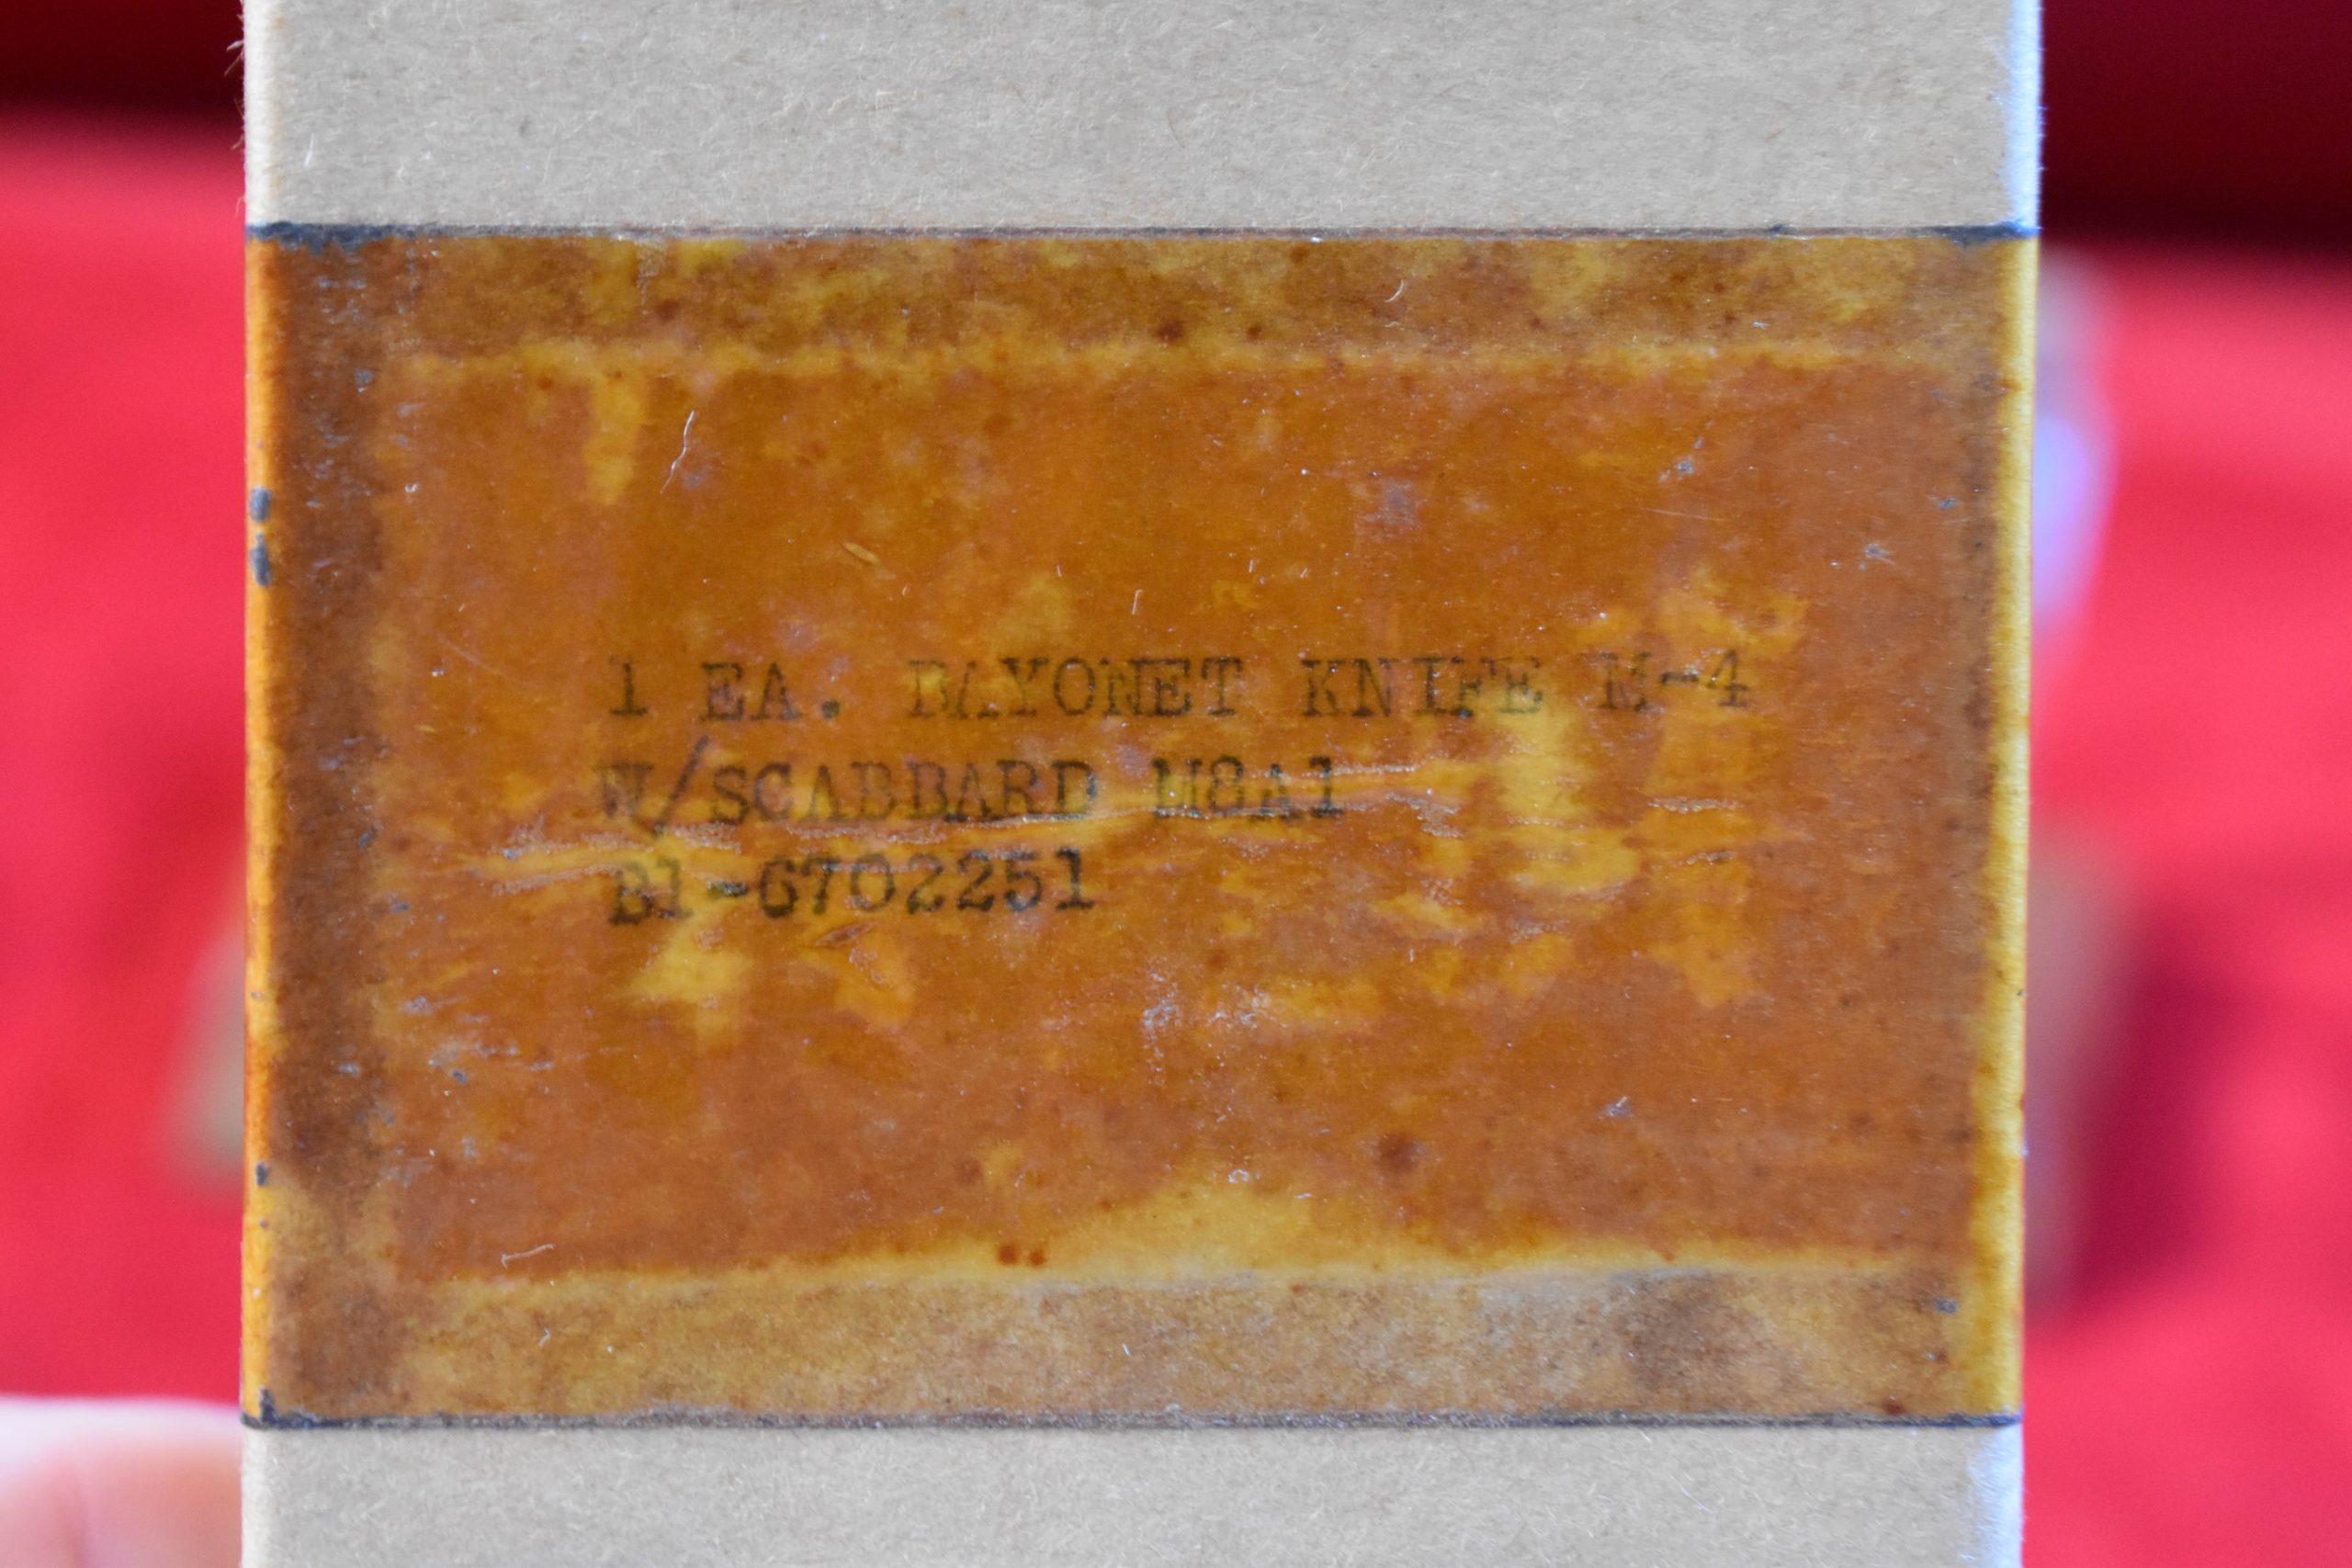 1 EA. BAYONET KNIFE M-4
W/SCABBARD M8A1
B1-6702251